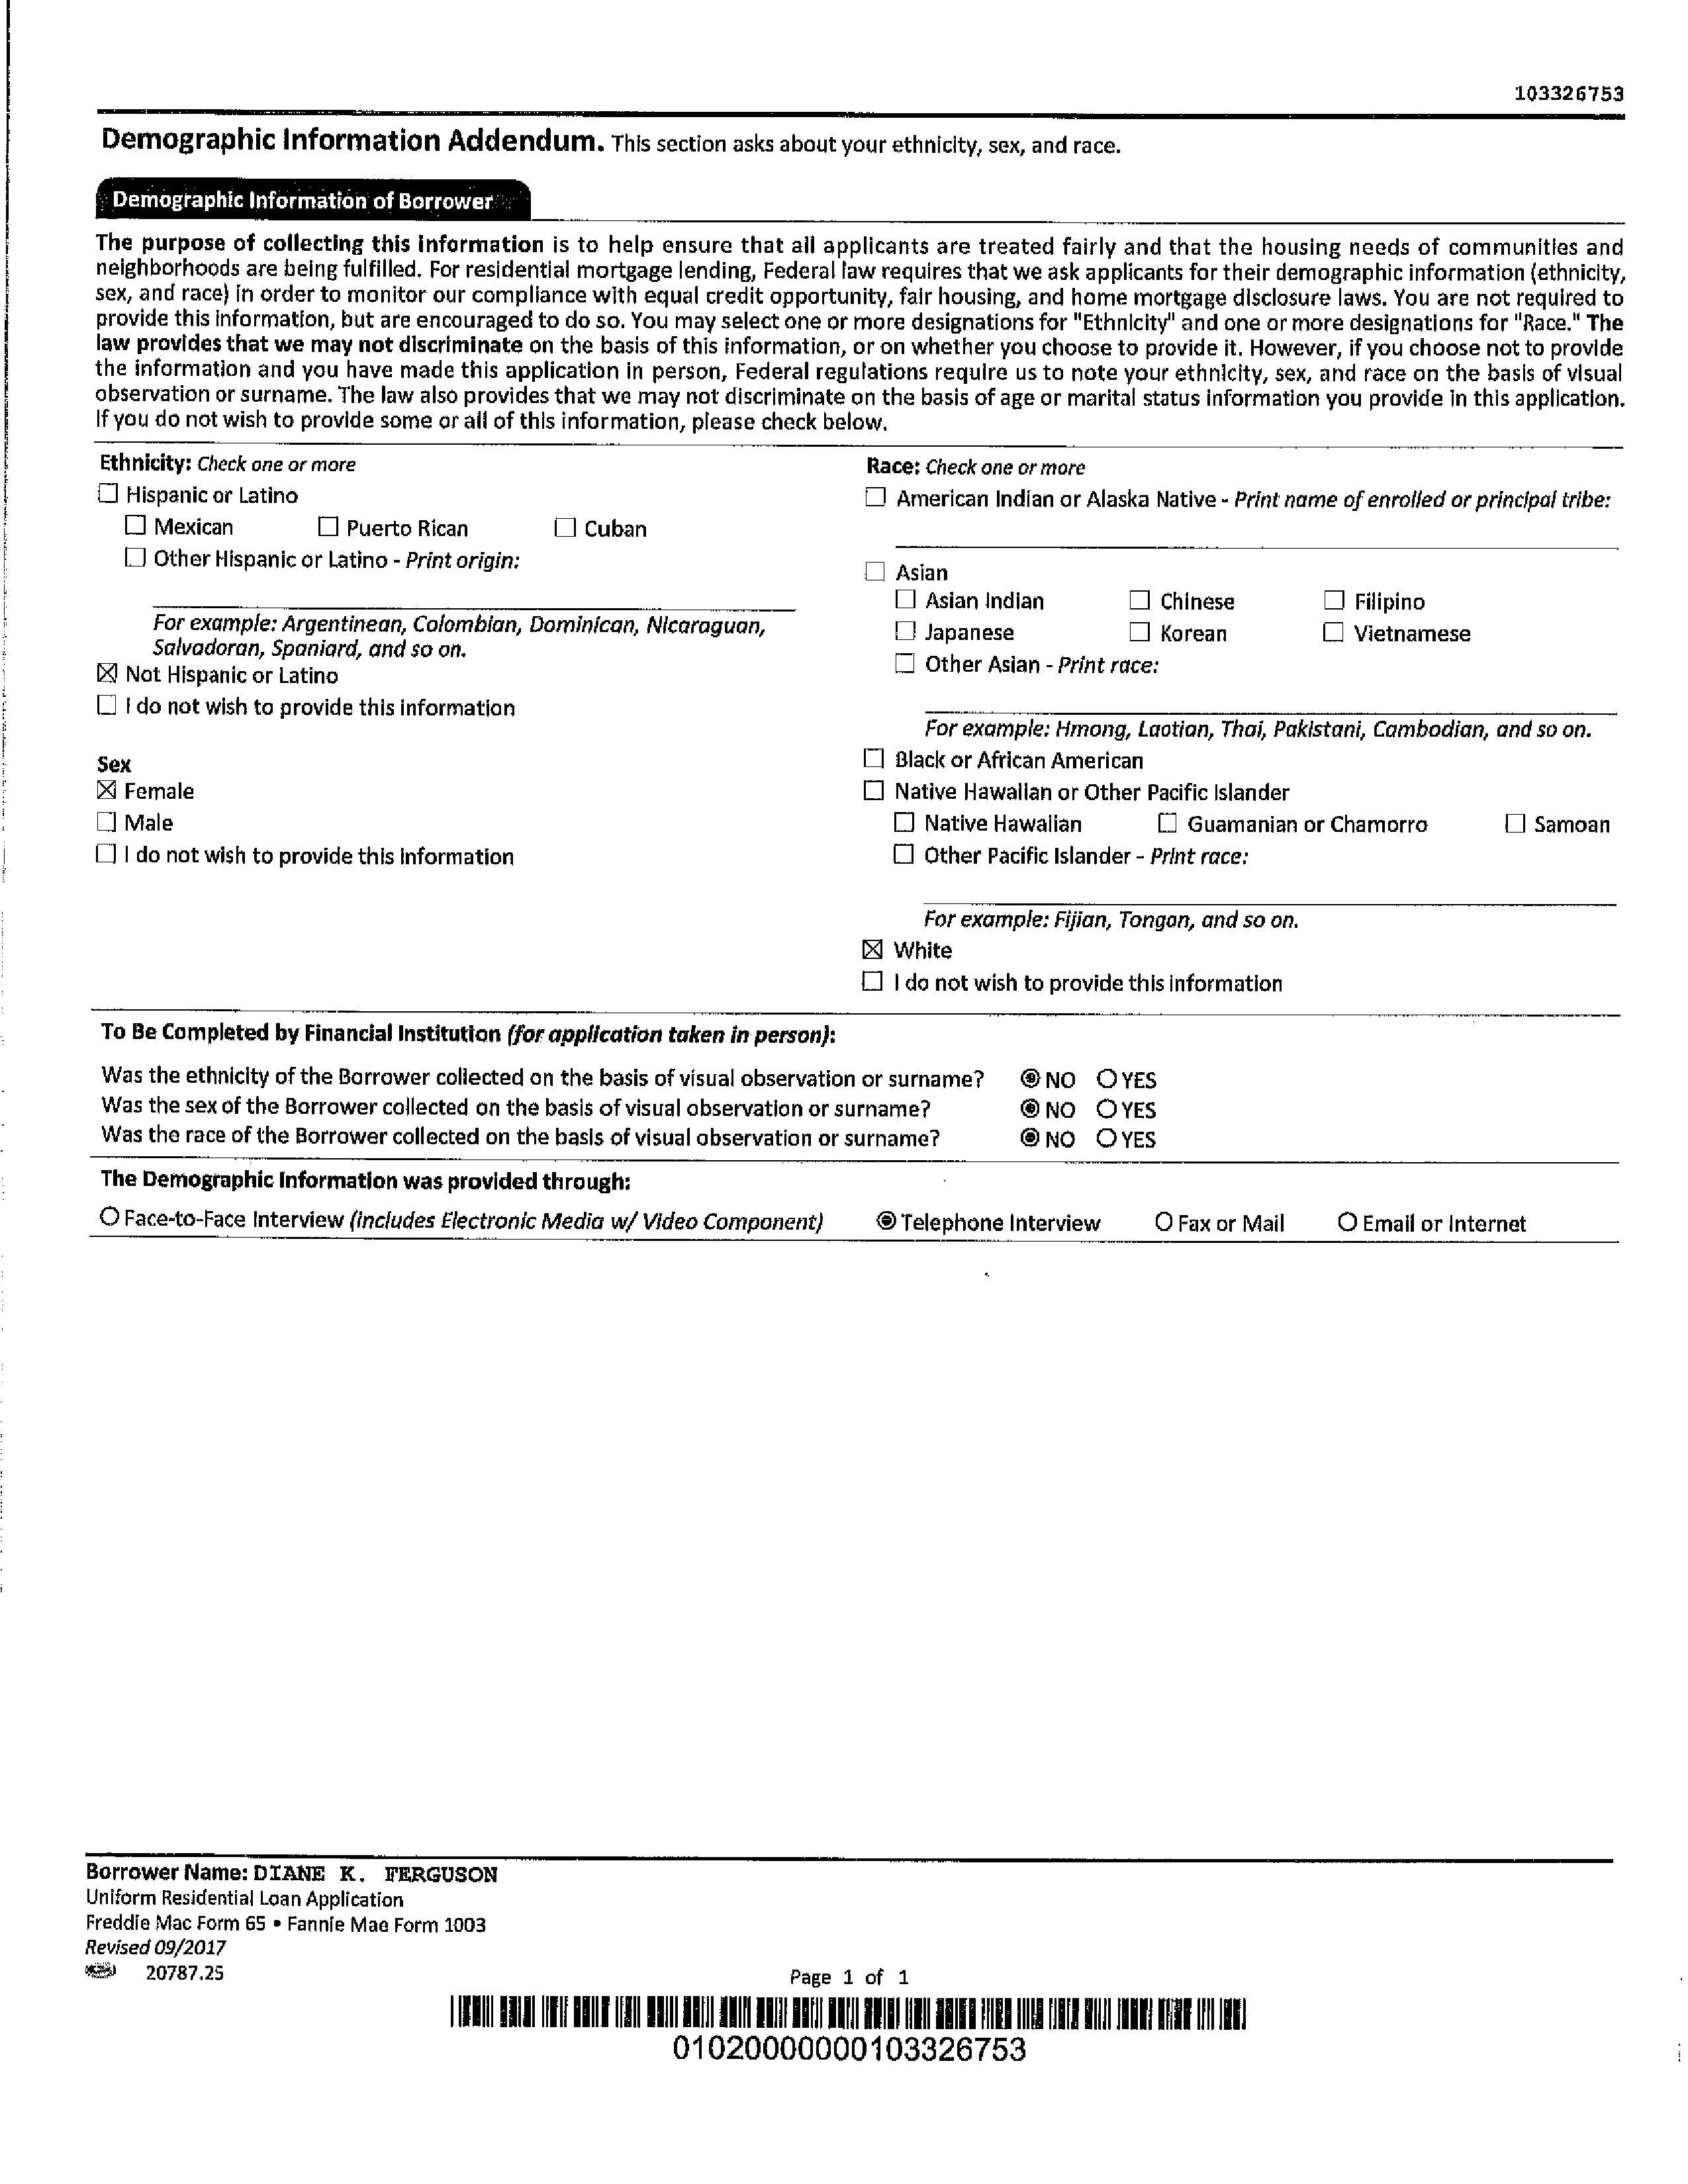 103326753
Demographic Information Addendum. This section asks about your ethnicity, sex, and race.
Demographic Information of Borrower
The purpose of collecting this information is to help ensure that all applicants are treated fairly and that the housing needs of communities and
neighborhoods are being fulfilled. For residential mortgage lending, Federal law requires that we ask applicants for their demographic information (ethnicity,
sex, and race) in order to monitor our compliance with equal credit opportunity, fair housing, and home mortgage disclosure laws. You are not required to
provide this information, but are encouraged to do so. You may select one or more designations for "Ethnicity" and one or more designations for "Race." The
law provides that we may not discriminate on the basis of this information, or on whether you choose to provide it. However, if you choose not to provide
the information and you have made this application in person, Federal regulations require us to note your ethnicity, sex, and race on the basis of visual
observation or surname. The law also provides that we may not discriminate on the basis of age or marital status information you provide in this application.
If you do not wish to provide some or all of this information, please check below.
Ethnicity: Check one or more
☐ Hispanic or Latino
☐ Mexican ☐ Puerto Rican ☐ Cuban
☐ Other Hispanic or Latino - Print origin:
For example: Argentinean, Colombian, Dominican, Nicaraguan,
Salvadoran, Spaniard, and so on.
☒ Not Hispanic or Latino
☐ I do not wish to provide this information
Sex
☒ Female
☐ Male
☐ I do not wish to provide this information
Race: Check one or more
☐ American Indian or Alaska Native - Print name of enrolled or principal tribe:
☐ Asian
☐ Asian Indian ☐ Chinese ☐ Filipino
☐ Japanese ☐ Korean ☐ Vietnamese
☐ Other Asian - Print race:
For example: Hmong, Laotian, Thai, Pakistani, Cambodian, and so on.
☐ Black or African American
☐ Native Hawaiian or Other Pacific Islander
☐ Native Hawaiian ☐ Guamanian or Chamorro ☐ Samoan
☐ Other Pacific Islander - Print race:
For example: Fijian, Tongan, and so on.
☒ White
☐ I do not wish to provide this information
To Be Completed by Financial Institution (for application taken in person):
Was the ethnicity of the Borrower collected on the basis of visual observation or surname? ◉ NO ○ YES
Was the sex of the Borrower collected on the basis of visual observation or surname? ◉ NO ○ YES
Was the race of the Borrower collected on the basis of visual observation or surname? ◉ NO ○ YES
The Demographic Information was provided through:
○ Face-to-Face Interview (includes Electronic Media w/ Video Component) ◉ Telephone Interview ○ Fax or Mail ○ Email or Internet
Borrower Name: DIANE K. FERGUSON
Uniform Residential Loan Application
Freddie Mac Form 65 • Fannie Mae Form 1003
Revised 09/2017
20787.25
Page 1 of 1
01020000000103326753